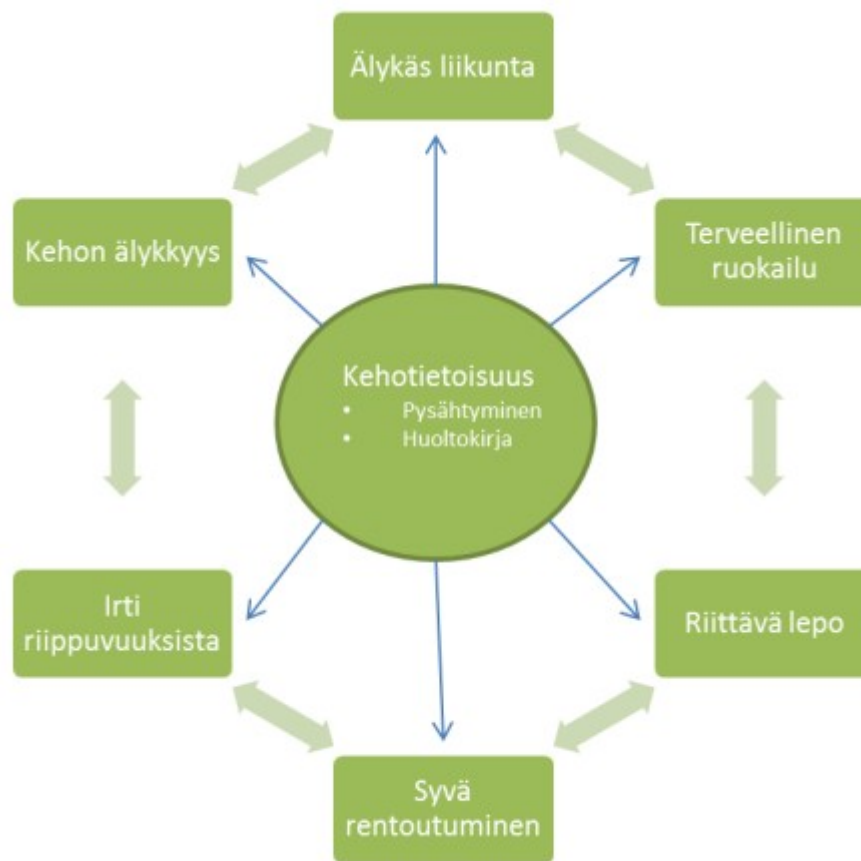 Älykäs liikunta
Kehon älykkyys
Terveellinen
ruokailu
Kehotietoisuus
• Pysähtyminen
• Huoltokirja
Irti
riippuvuuksista
Riittävä lepo
Syvä
rentoutuminen